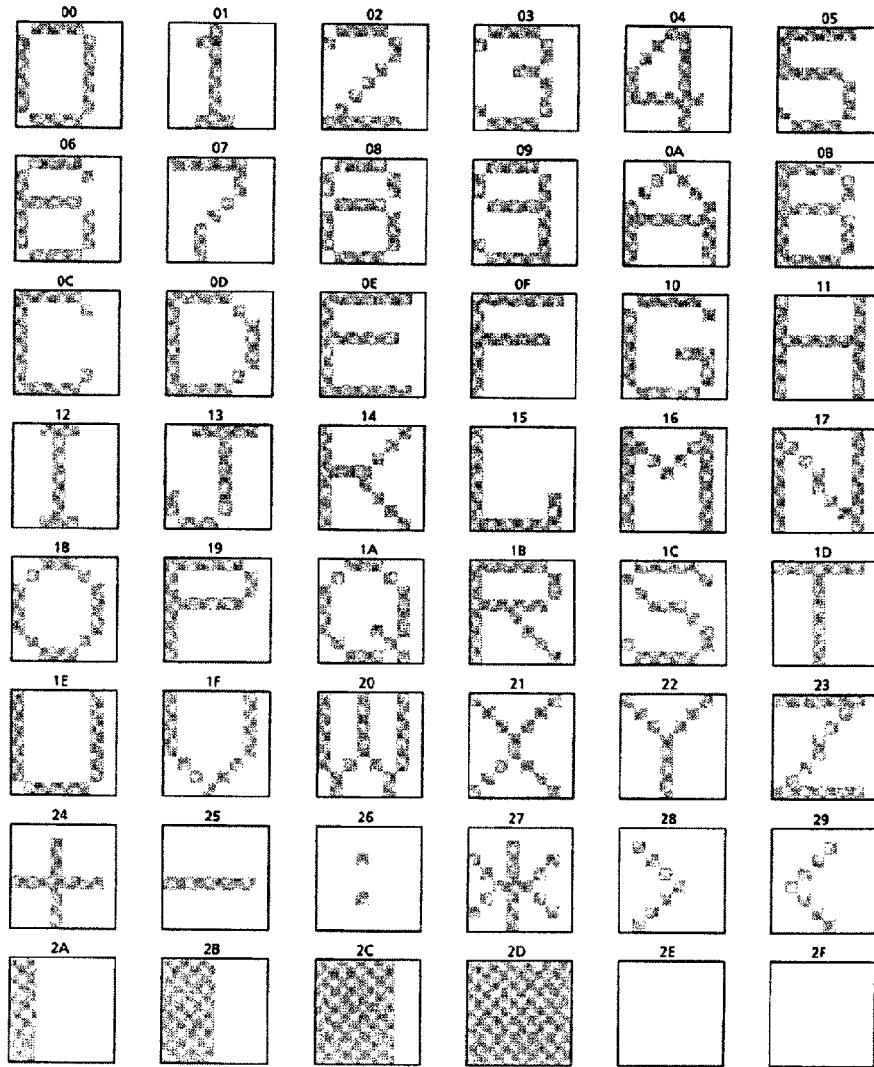 00 01 02 03 04 05
0 1 2 3 4 5
06 07 08 09 0A 0B
6 7 8 9 A B
0C 0D 0E 0F 10 11
C D E F G H
12 13 14 15 16 17
I J K L M N
1B 19 1A 1B 1C 1D
O P Q R S T
1E 1F 20 21 22 23
U V W X Y Z
24 25 26 27 28 29
+ - : * > <
2A 2B 2C 2D 2E 2F